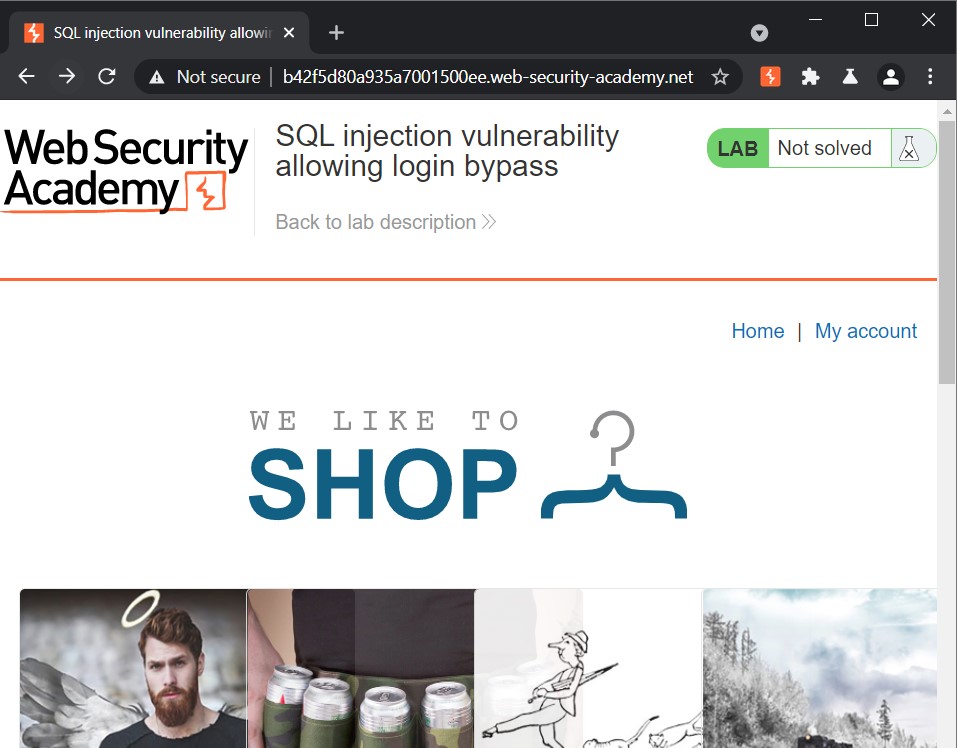 SQL injection vulnerability allowin
Not secure
b42f5d80a935a7001500ee.web-security-academy.net
Web Security
Academy
SQL injection vulnerability
allowing login bypass
Back to lab description
LAB
Not solved
Home | My account
WE LIKE TO
SHOP